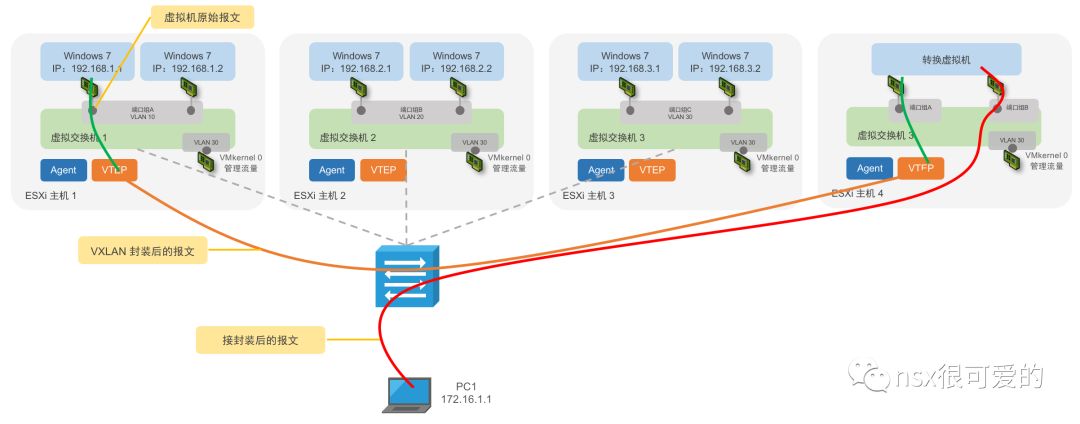 虚拟机原始报文
Windows 7
IP：192.168.1.1
Windows 7
IP：192.168.1.2
端口组A
VLAN 10
虚拟交换机 1
VLAN 30
VMkernel 0
管理流量
Agent
VTEP
ESXi 主机 1
Windows 7
IP：192.168.2.1
Windows 7
IP：192.168.2.2
端口组B
VLAN 20
虚拟交换机 2
VLAN 30
VMkernel 0
管理流量
Agent
VTEP
ESXi 主机 2
Windows 7
IP：192.168.3.1
Windows 7
IP：192.168.3.2
端口组C
VLAN 30
虚拟交换机 3
VLAN 30
VMkernel 0
管理流量
Agent
VTEP
ESXi 主机 3
转换虚拟机
端口组A
端口组B
虚拟交换机 3
VLAN 30
VMkernel 0
管理流量
Agent
VTEP
ESXi 主机 4
VXLAN 封装后的报文
接封装后的报文
PC1
172.16.1.1
nsx很可爱的